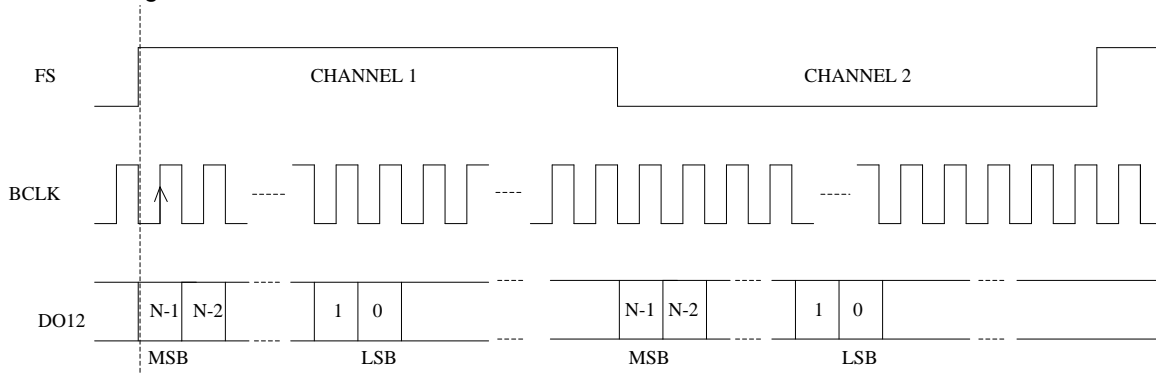 FS
CHANNEL 1
CHANNEL 2
BCLK
DO12
N-1 N-2
1 0
N-1 N-2
1 0
MSB
LSB
MSB
LSB